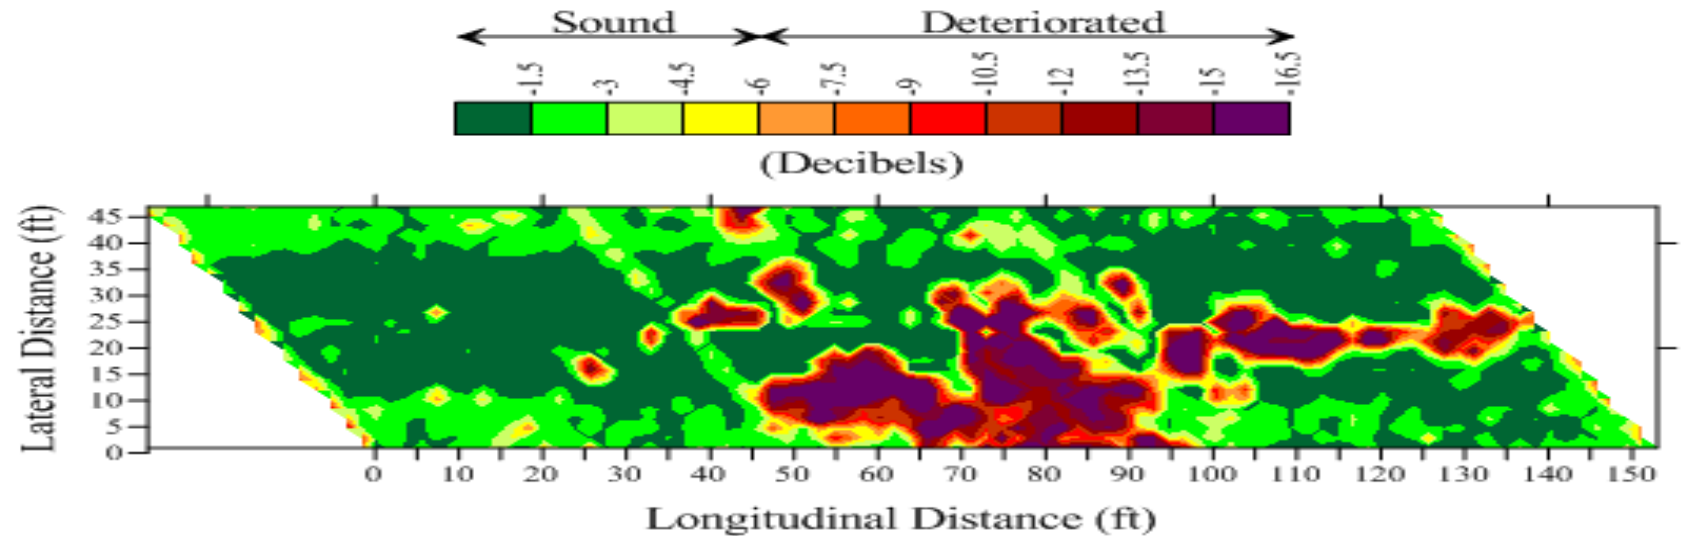 Sound Deteriorated
-1.5 -3 -4.5 -6 -7.5 -9 -10.5 -12 -13.5 -15 -16.5
(Decibels)
Lateral Distance (ft)
45
40
35
30
25
20
15
10
5
0
0 10 20 30 40 50 60 70 80 90 100 110 120 130 140 150
Longitudinal Distance (ft)